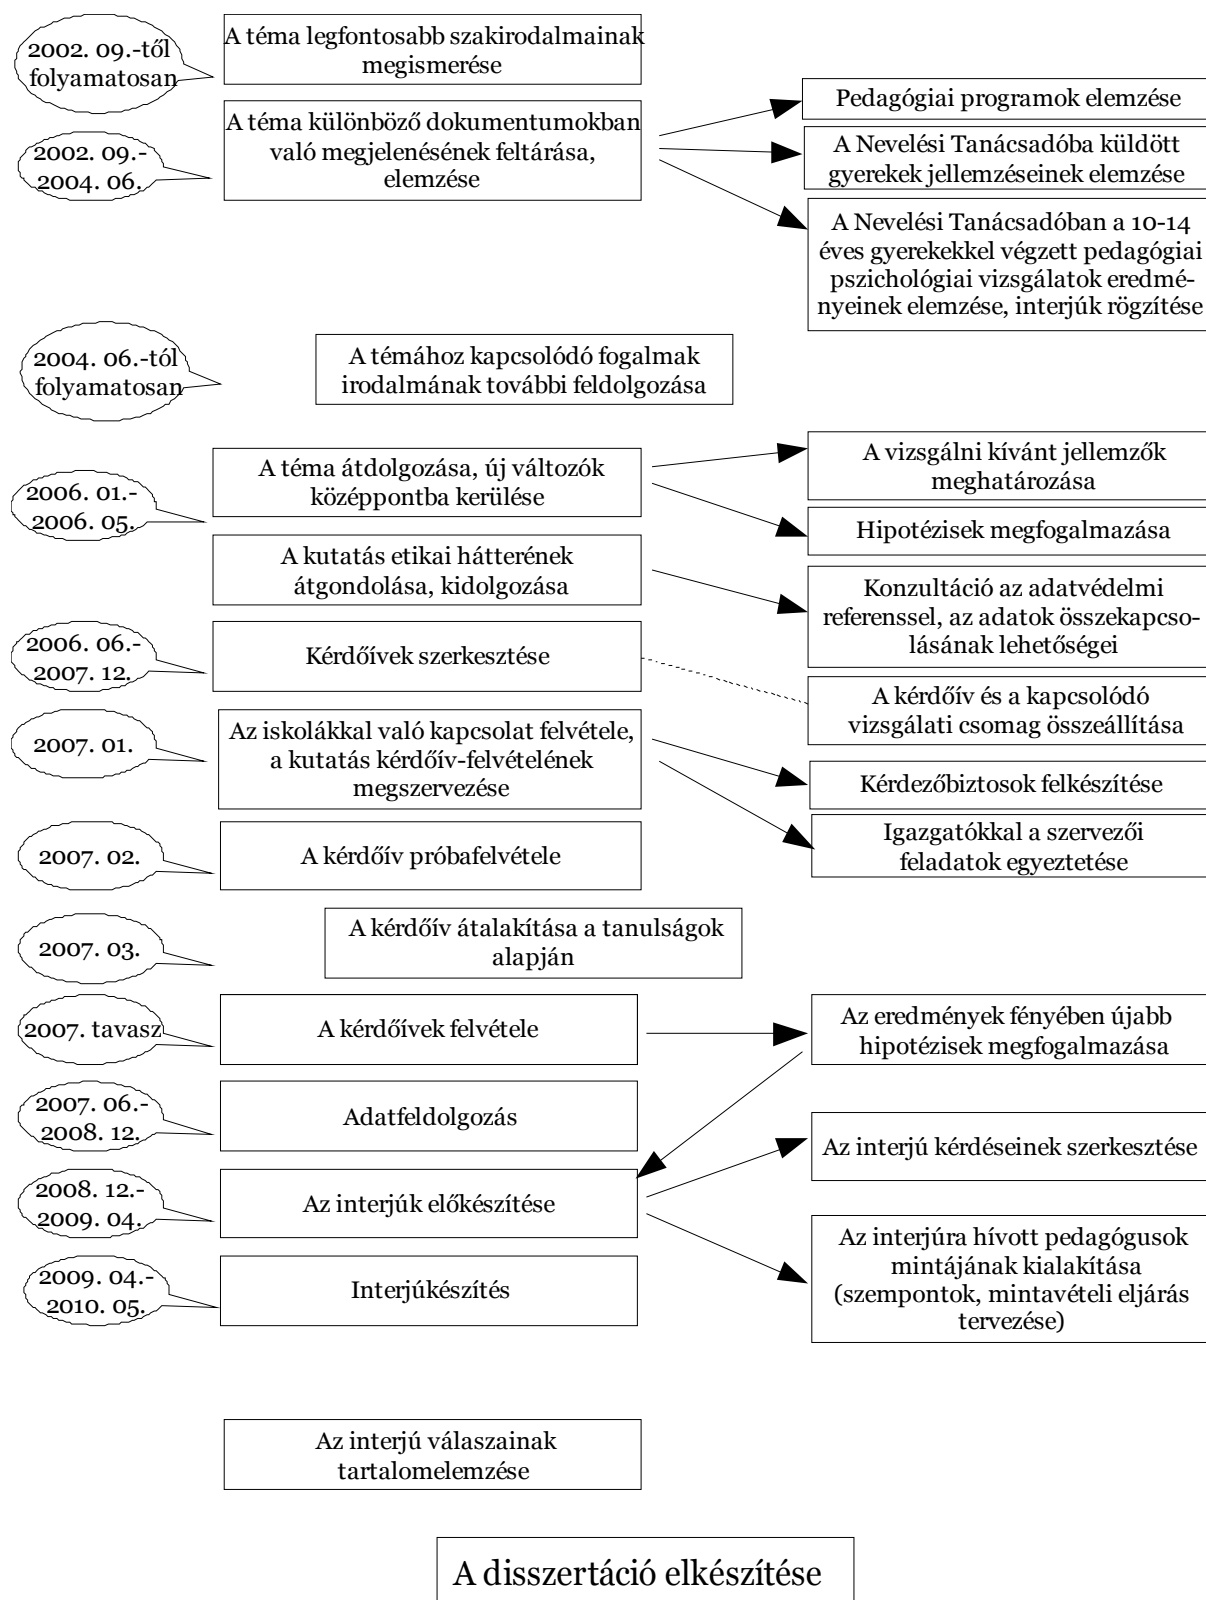 2002. 09.-től
folyamatosan
A téma legfontosabb szakirodalmainak
megismerése
2002. 09.-
2004. 06.
A téma különböző dokumentumokban
való megjelenésének feltárása,
elemzése
Pedagógiai programok elemzése
A Nevelési Tanácsadóba küldött
gyerekek jellemzéseinek elemzése
A Nevelési Tanácsadóban a 10-14
éves gyerekekkel végzett pedagógiai
pszichológiai vizsgálatok eredmé-
nyeinek elemzése, interjúk rögzítése
2004. 06.-tól
folyamatosan
A témához kapcsolódó fogalmak
irodalmának további feldolgozása
2006. 01.-
2006. 05.
A téma átdolgozása, új változók
középpontba kerülése
A vizsgálni kívánt jellemzők
meghatározása
Hipotézisek megfogalmazása
A kutatás etikai hátterének
átgondolása, kidolgozása
Konzultáció az adatvédelmi
referenssel, az adatok összekapcso-
lásának lehetőségei
2006. 06.-
2007. 12.
Kérdőívek szerkesztése
A kérdőív és a kapcsolódó
vizsgálati csomag összeállítása
2007. 01.
Az iskolákkal való kapcsolat felvétele,
a kutatás kérdőív-felvételének
megszervezése
Kérdezőbiztosok felkészítése
Igazgatókkal a szervezői
feladatok egyeztetése
2007. 02.
A kérdőív próbafelvétele
2007. 03.
A kérdőív átalakítása a tanulságok
alapján
2007. tavasz
A kérdőívek felvétele
Az eredmények fényében újabb
hipotézisek megfogalmazása
2007. 06.-
2008. 12.
Adatfeldolgozás
Az interjú kérdéseinek szerkesztése
2008. 12.-
2009. 04.
Az interjúk előkészítése
Az interjúra hívott pedagógusok
mintájának kialakítása
(szempontok, mintavételi eljárás
tervezése)
2009. 04.-
2010. 05.
Interjúkészítés
Az interjú válaszainak
tartalomelemzése
A disszertáció elkészítése